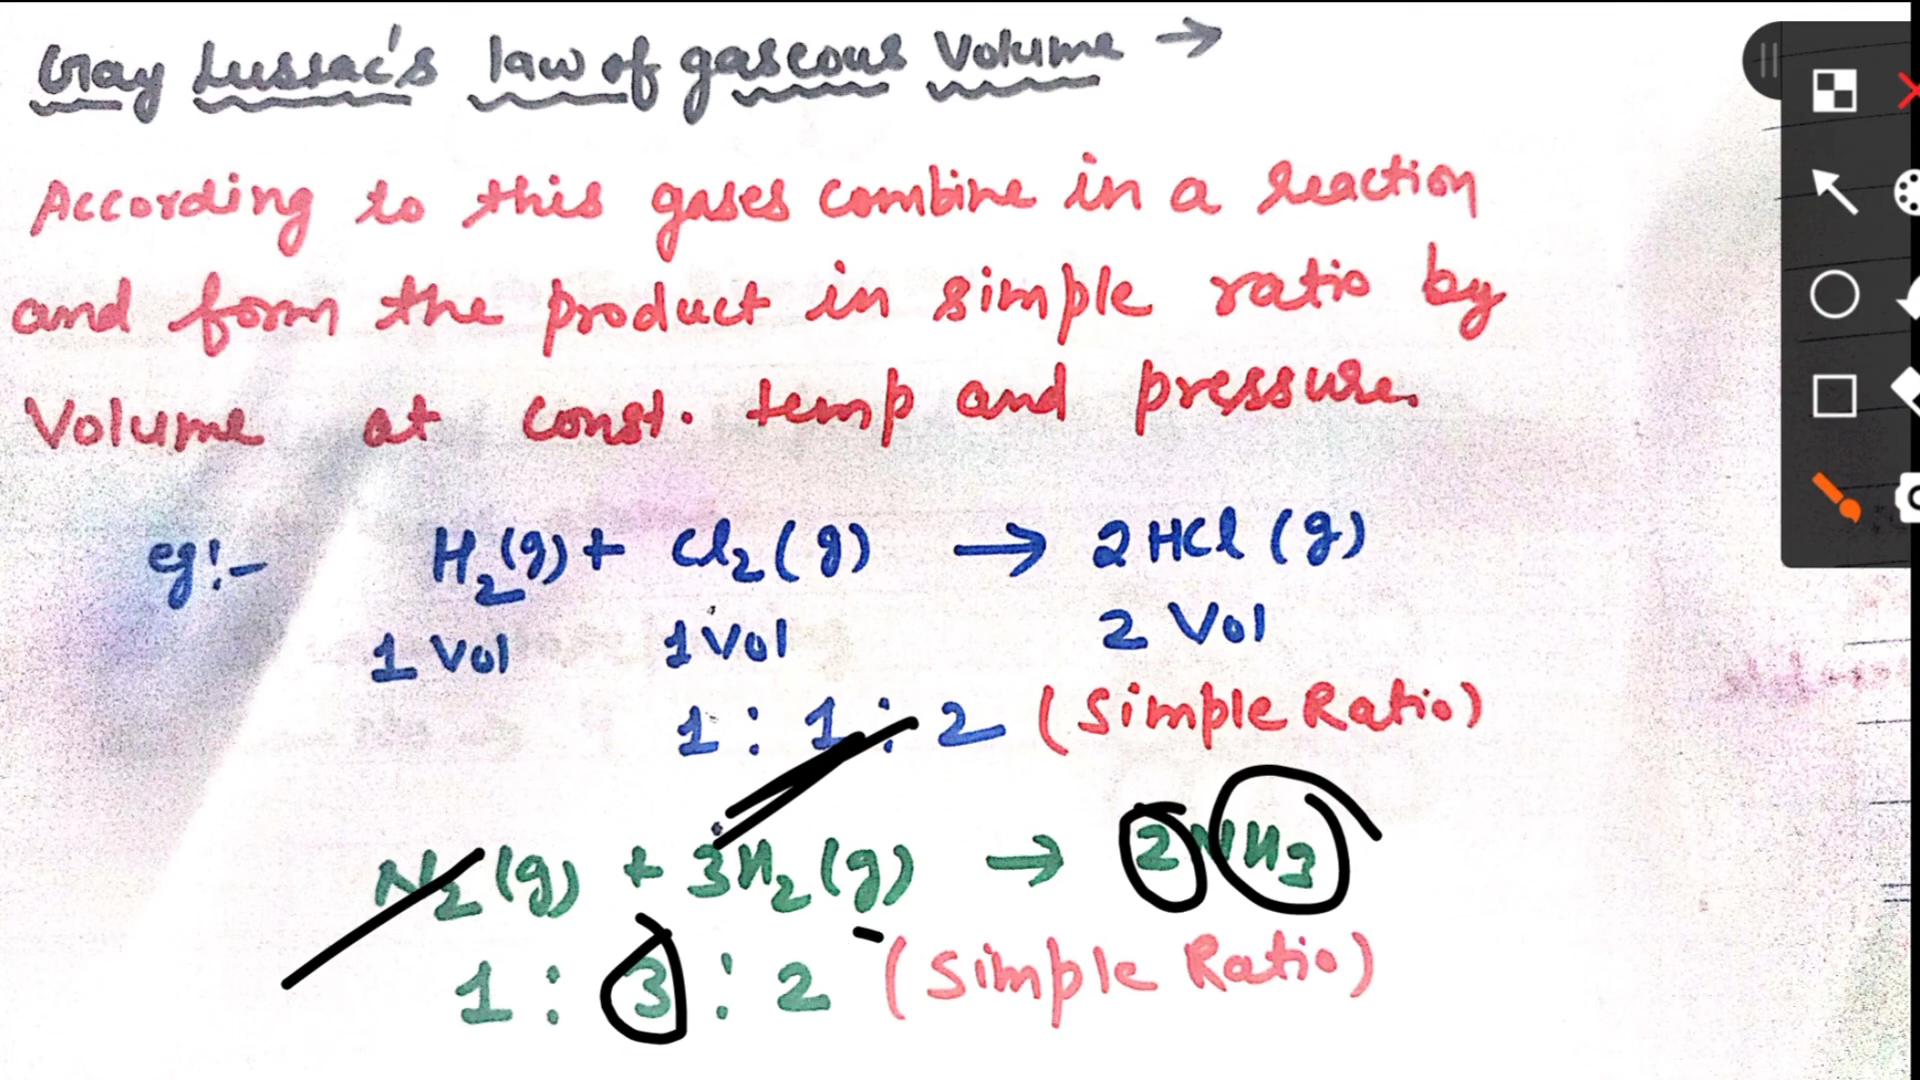 Gay Lussac's law of gaseous Volume →
According to this gases combine in a reaction
and form the product in simple ratio by
Volume at const. temp and pressure.
eg:- H₂(g) + Cl₂(g) → 2HCl(g)
1 Vol 1 Vol 2 Vol
1 : 1 : 2 (Simple Ratio)
N₂(g) + 3H₂(g) → 2NH₃
1 : 3 : 2 (Simple Ratio)